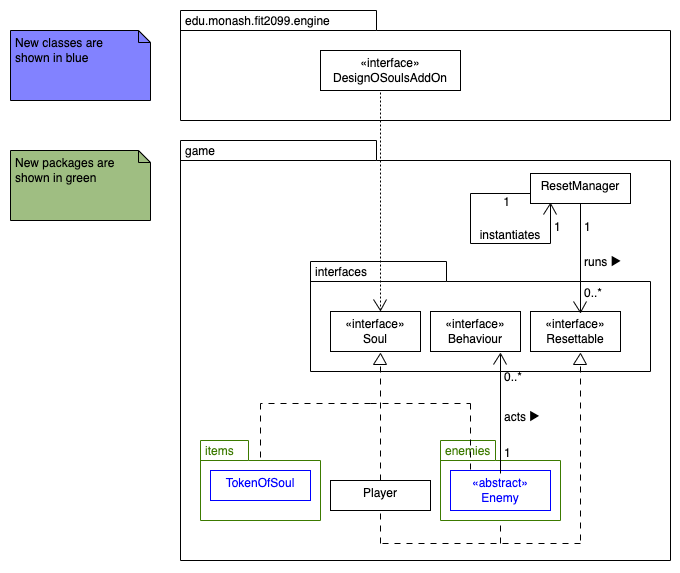 edu.monash.fit2099.engine
New classes are
shown in blue
«interface»
DesignOSoulsAddOn
game
New packages are
shown in green
ResetManager
1
instantiates
1
1
runs ▶
0..*
interfaces
«interface»
Soul
«interface»
Behaviour
«interface»
Resettable
0..*
acts ▶
1
items
TokenOfSoul
Player
enemies
«abstract»
Enemy